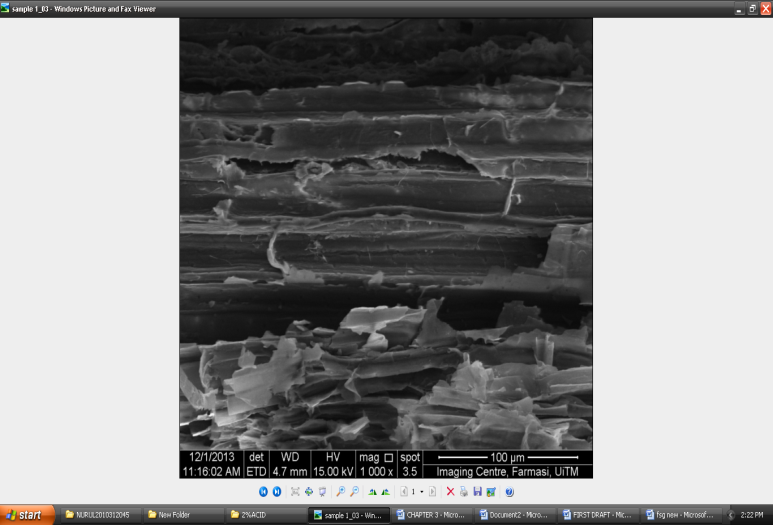 sample 1_03 - Windows Picture and Fax Viewer
12/1/2013 det WD HV mag □ spot 100 µm
11:16:02 AM ETD 4.7 mm 15.00 kV 1 000 x 3.5 Imaging Centre, Farmasi, UiTM
1
start NURUL2010312045 New Folder 2%ACID sample 1_03 - Win... CHAPTER 3 - Micro... Document2 - Micro... FIRST DRAFT - Mic... fsg new - Microsof... 2:22 PM